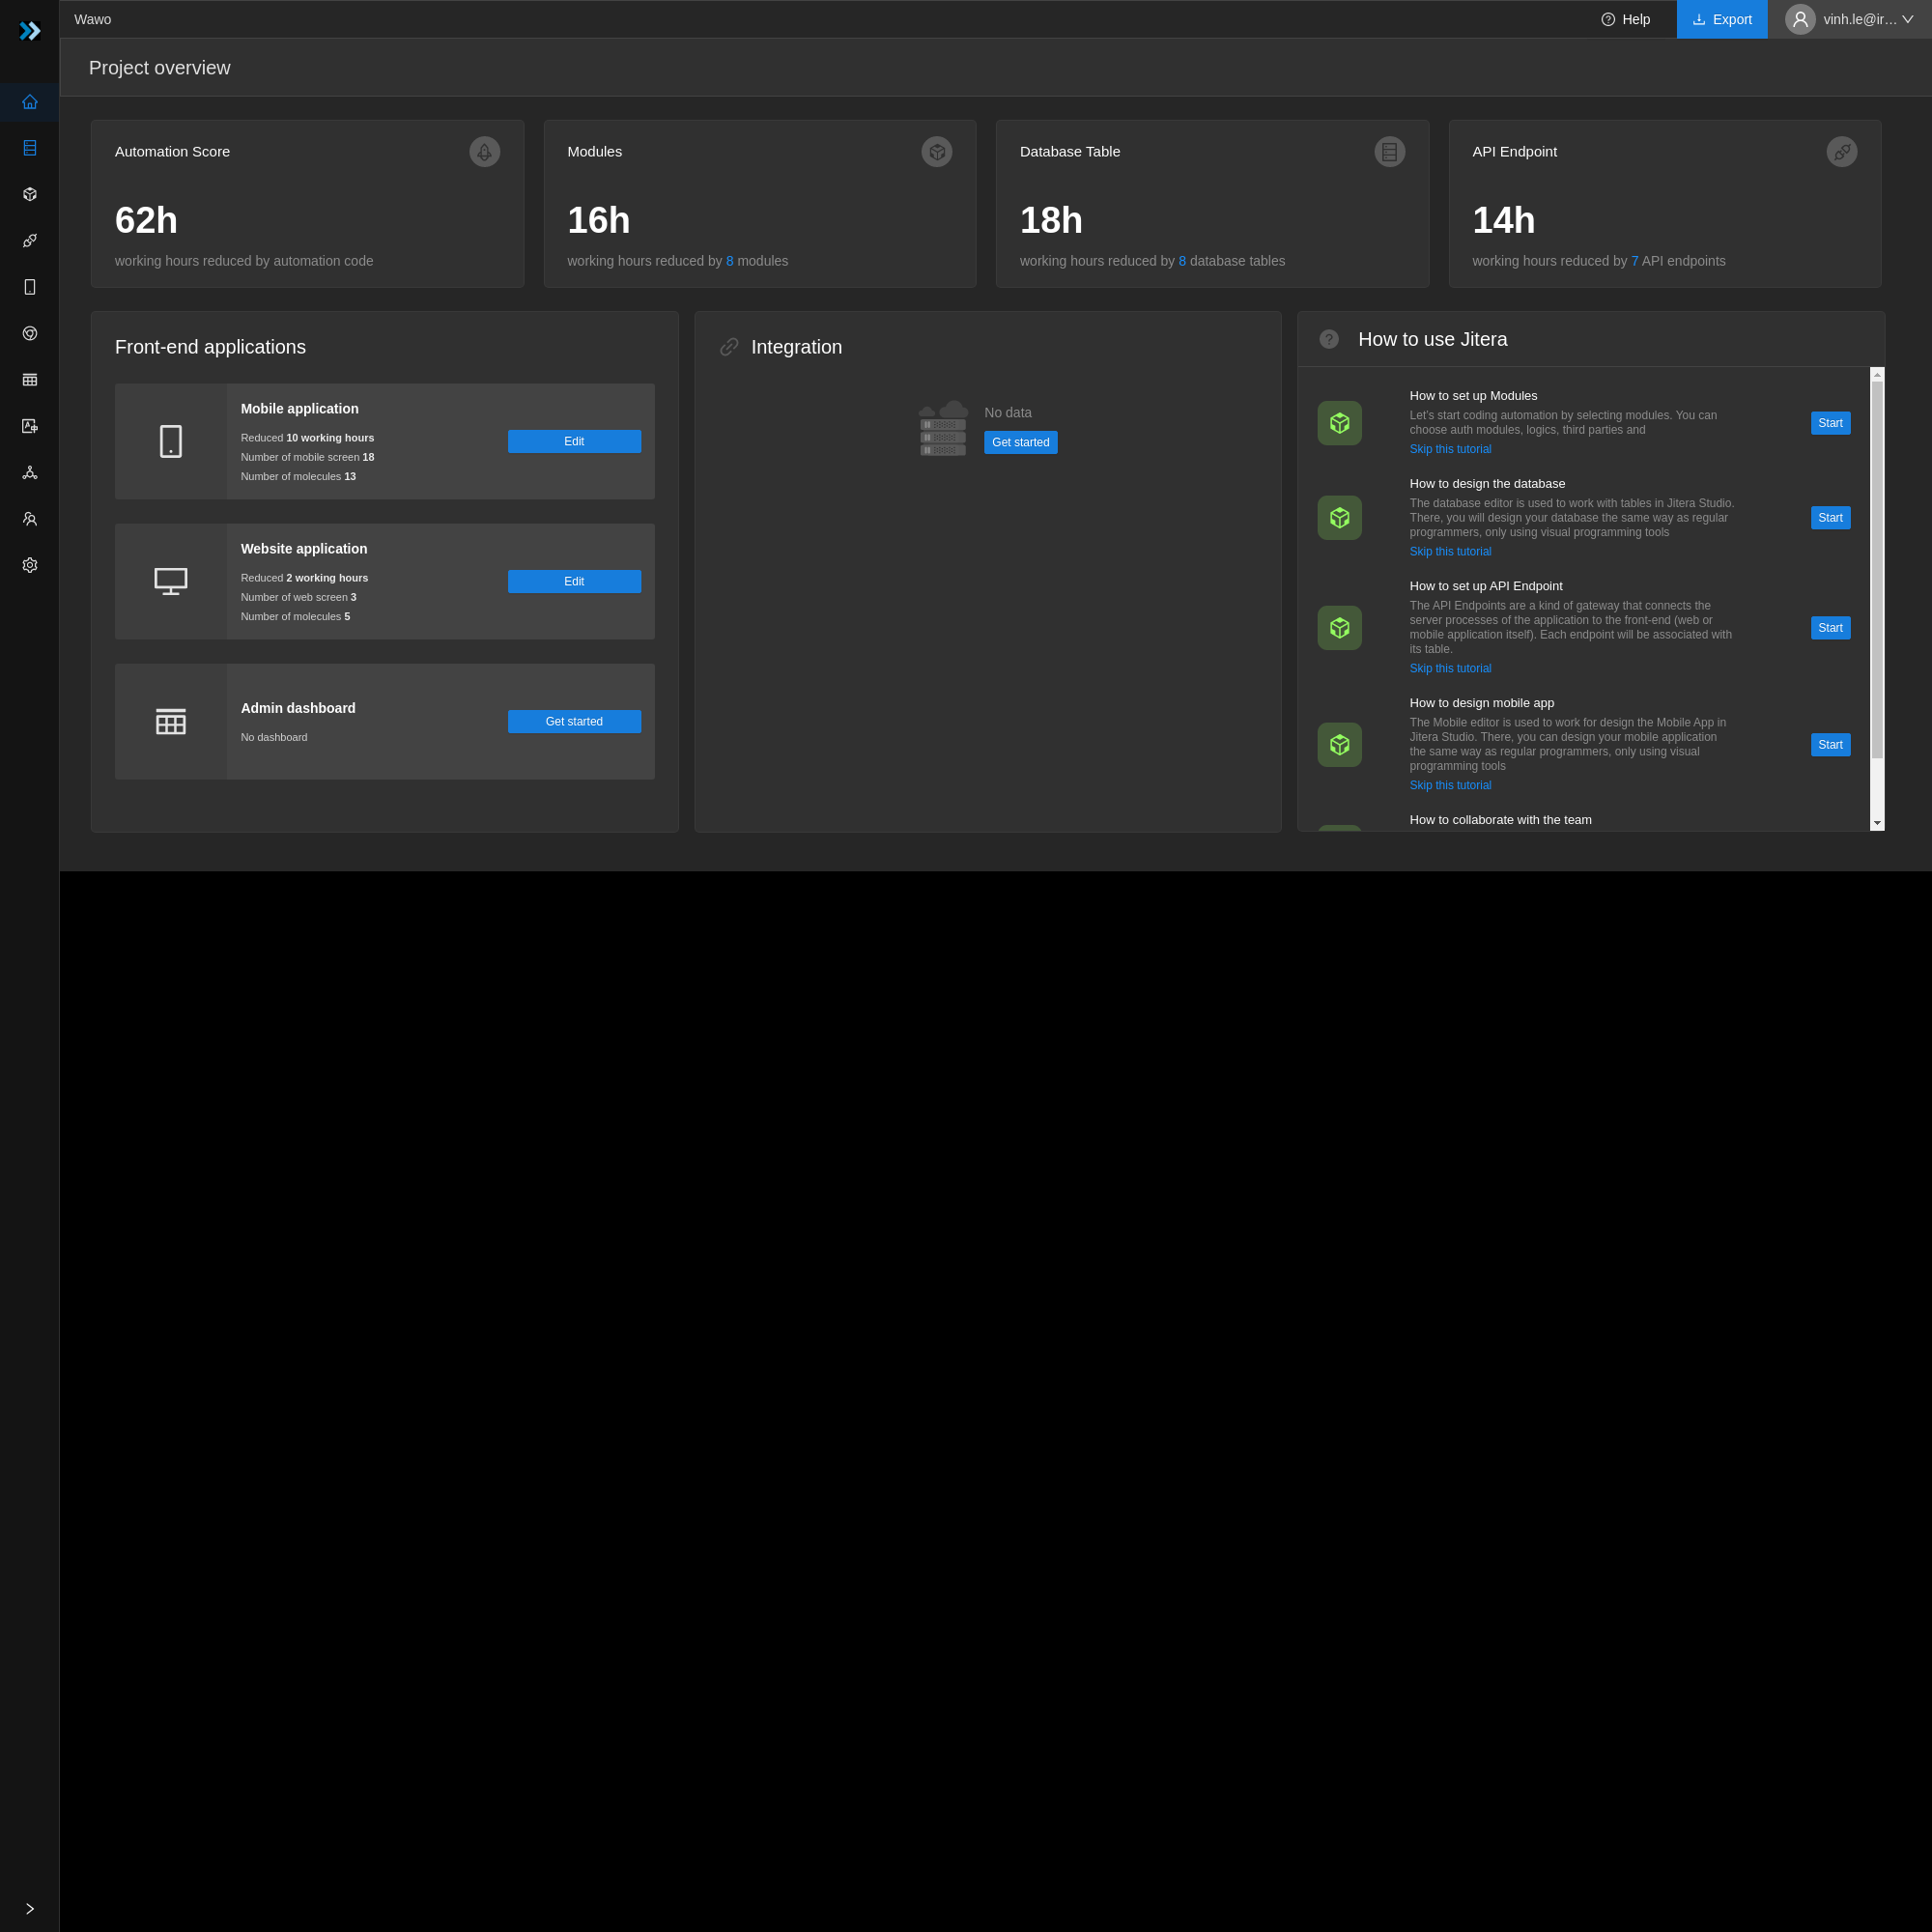 Wawo
Help
Export
vinh.le@ir…
Project overview
Automation Score
62h
working hours reduced by automation code
Modules
16h
working hours reduced by 8 modules
Database Table
18h
working hours reduced by 8 database tables
API Endpoint
14h
working hours reduced by 7 API endpoints
Front-end applications
Mobile application
Reduced 10 working hours
Number of mobile screen 18
Number of molecules 13
Edit
Website application
Reduced 2 working hours
Number of web screen 3
Number of molecules 5
Edit
Admin dashboard
No dashboard
Get started
Integration
No data
Get started
How to use Jitera
How to set up Modules
Let's start coding automation by selecting modules. You can
choose auth modules, logics, third parties and
Skip this tutorial
Start
How to design the database
The database editor is used to work with tables in Jitera Studio.
There, you will design your database the same way as regular
programmers, only using visual programming tools
Skip this tutorial
Start
How to set up API Endpoint
The API Endpoints are a kind of gateway that connects the
server processes of the application to the front-end (web or
mobile application itself). Each endpoint will be associated with
its table.
Skip this tutorial
Start
How to design mobile app
The Mobile editor is used to work for design the Mobile App in
Jitera Studio. There, you can design your mobile application
the same way as regular programmers, only using visual
programming tools
Skip this tutorial
Start
How to collaborate with the team